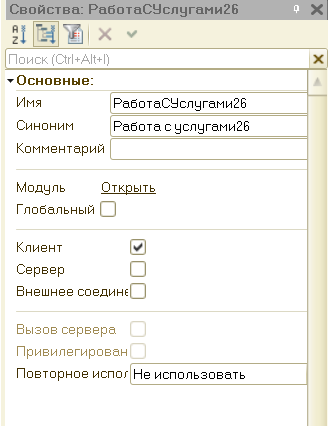 Свойства: РаботаСУслугами26
Поиск (Ctrl+Alt+I)
Основные:
Имя РаботаСУслугами26
Синоним Работа с услугами26
Комментарий
Модуль Открыть
Глобальный
Клиент
Сервер
Внешнее соедине
Вызов сервера
Привилегирован
Повторное испол Не использовать